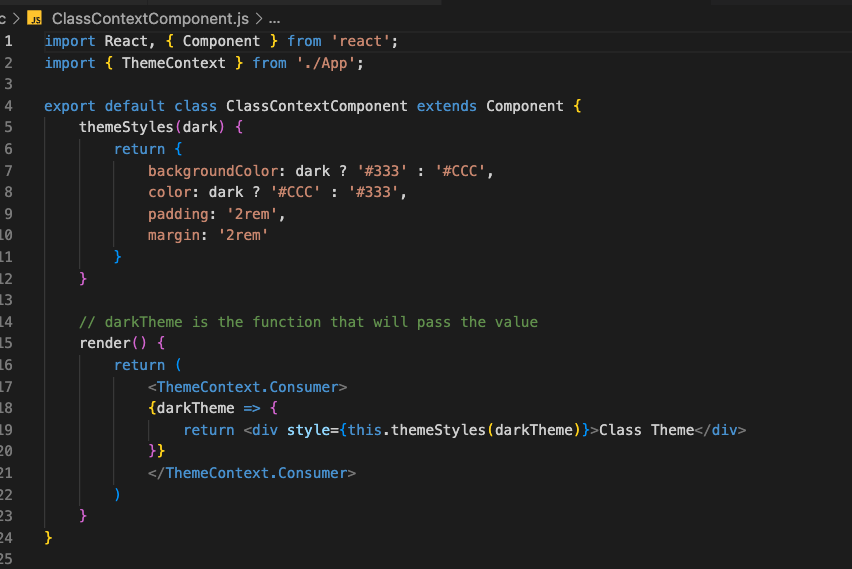 c > JS ClassContextComponent.js > ...
1 import React, { Component } from 'react';
2 import { ThemeContext } from './App';
3
4 export default class ClassContextComponent extends Component {
5     themeStyles(dark) {
6         return {
7             backgroundColor: dark ? '#333' : '#CCC',
8             color: dark ? '#CCC' : '#333',
9             padding: '2rem',
10             margin: '2rem'
11         }
12     }
13
14     // darkTheme is the function that will pass the value
15     render() {
16         return (
17             <ThemeContext.Consumer>
18             {darkTheme => {
19                 return <div style={this.themeStyles(darkTheme)}>Class Theme</div>
20             }}
21             </ThemeContext.Consumer>
22         )
23     }
24 }
25